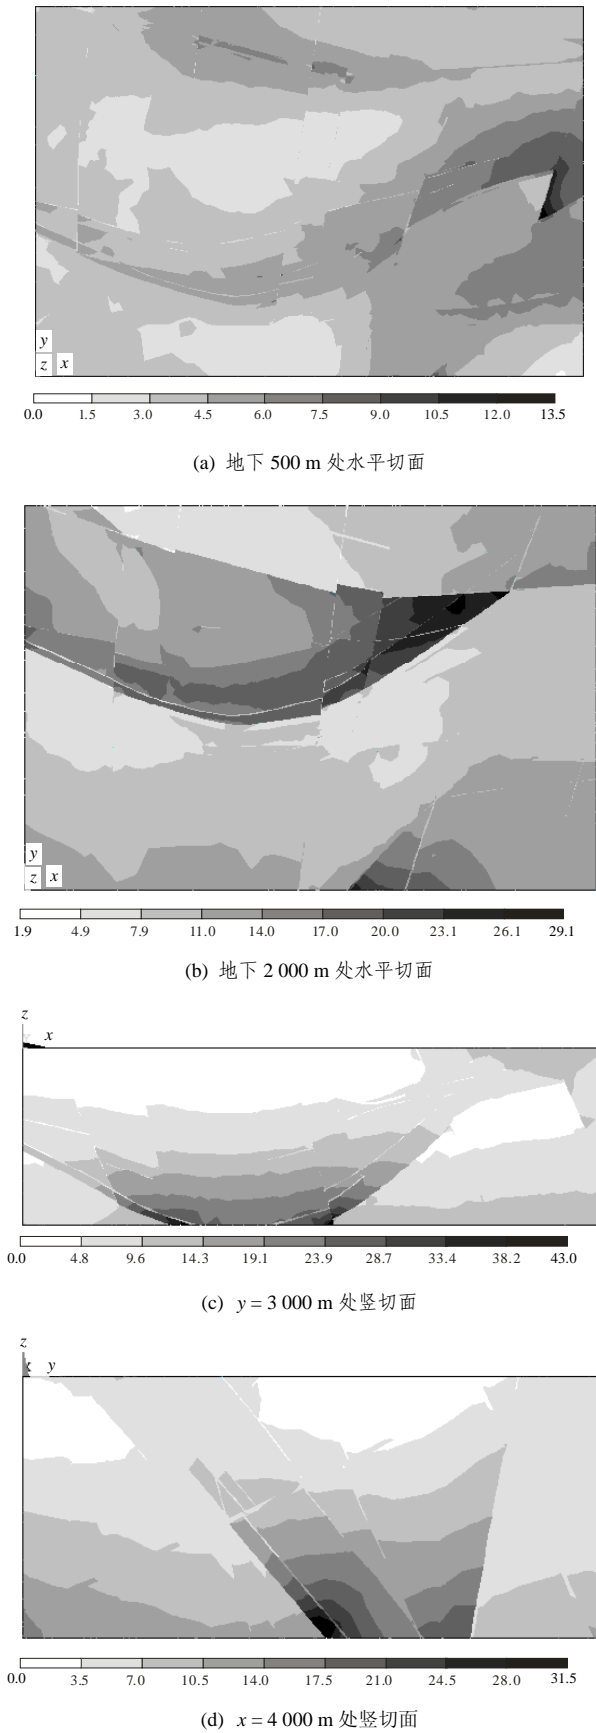 y
z x
0.0 1.5 3.0 4.5 6.0 7.5 9.0 10.5 12.0 13.5
(a) 地下 500 m 处水平切面
y
z x
1.9 4.9 7.9 11.0 14.0 17.0 20.0 23.1 26.1 29.1
(b) 地下 2 000 m 处水平切面
z
x
0.0 4.8 9.6 14.3 19.1 23.9 28.7 33.4 38.2 43.0
(c) y = 3 000 m 处竖切面
z
x y
0.0 3.5 7.0 10.5 14.0 17.5 21.0 24.5 28.0 31.5
(d) x = 4 000 m 处竖切面